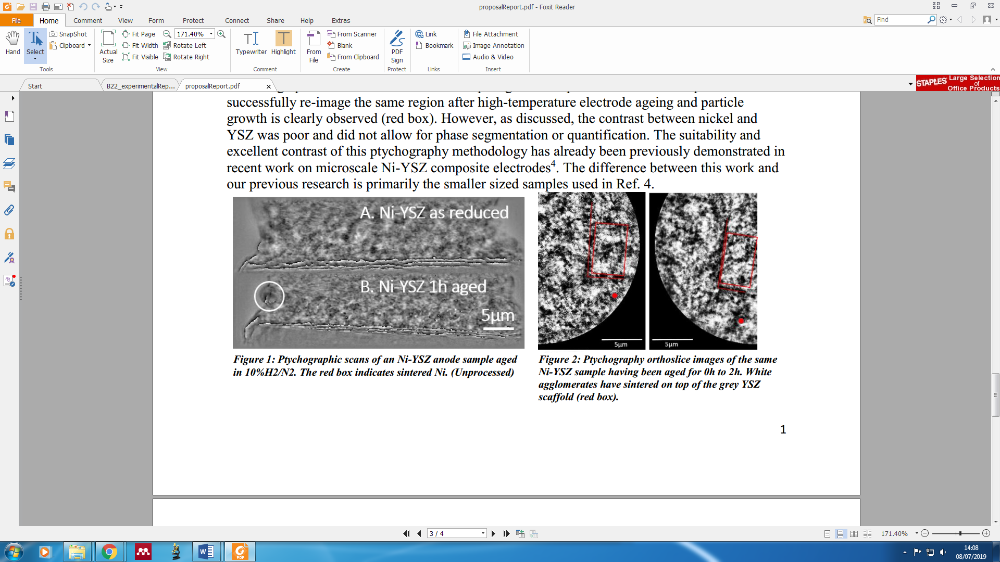 proposalReport.pdf - Foxit Reader
File Home Comment View Form Protect Connect Share Help Extras
Find
Hand
Select
SnapShot
Clipboard
Tools
Actual Size
Fit Page
Fit Width
Fit Visible
171.40%
Rotate Left
Rotate Right
View
Typewriter
Highlight
Comment
From File
From Scanner
Blank
From Clipboard
Create
PDF Sign
Protect
Link
Bookmark
Links
File Attachment
Image Annotation
Audio & Video
Insert
Start
B22_experimentalRep...
proposalReport.pdf
STAPLES Large Selection
of
Office Products
successfully re-image the same region after high-temperature electrode ageing and particle
growth is clearly observed (red box). However, as discussed, the contrast between nickel and
YSZ was poor and did not allow for phase segmentation or quantification. The suitability and
excellent contrast of this ptychography methodology has already been previously demonstrated in
recent work on microscale Ni-YSZ composite electrodes4. The difference between this work and
our previous research is primarily the smaller sized samples used in Ref. 4.
A. Ni-YSZ as reduced
B. Ni-YSZ 1h aged
5µm
5µm
5µm
Figure 1: Ptychographic scans of an Ni-YSZ anode sample aged
in 10%H2/N2. The red box indicates sintered Ni. (Unprocessed)
Figure 2: Ptychography orthoslice images of the same
Ni-YSZ sample having been aged for 0h to 2h. White
agglomerates have sintered on top of the grey YSZ
scaffold (red box).
1
3 / 4
171.40%
PDF
14:08
08/07/2019